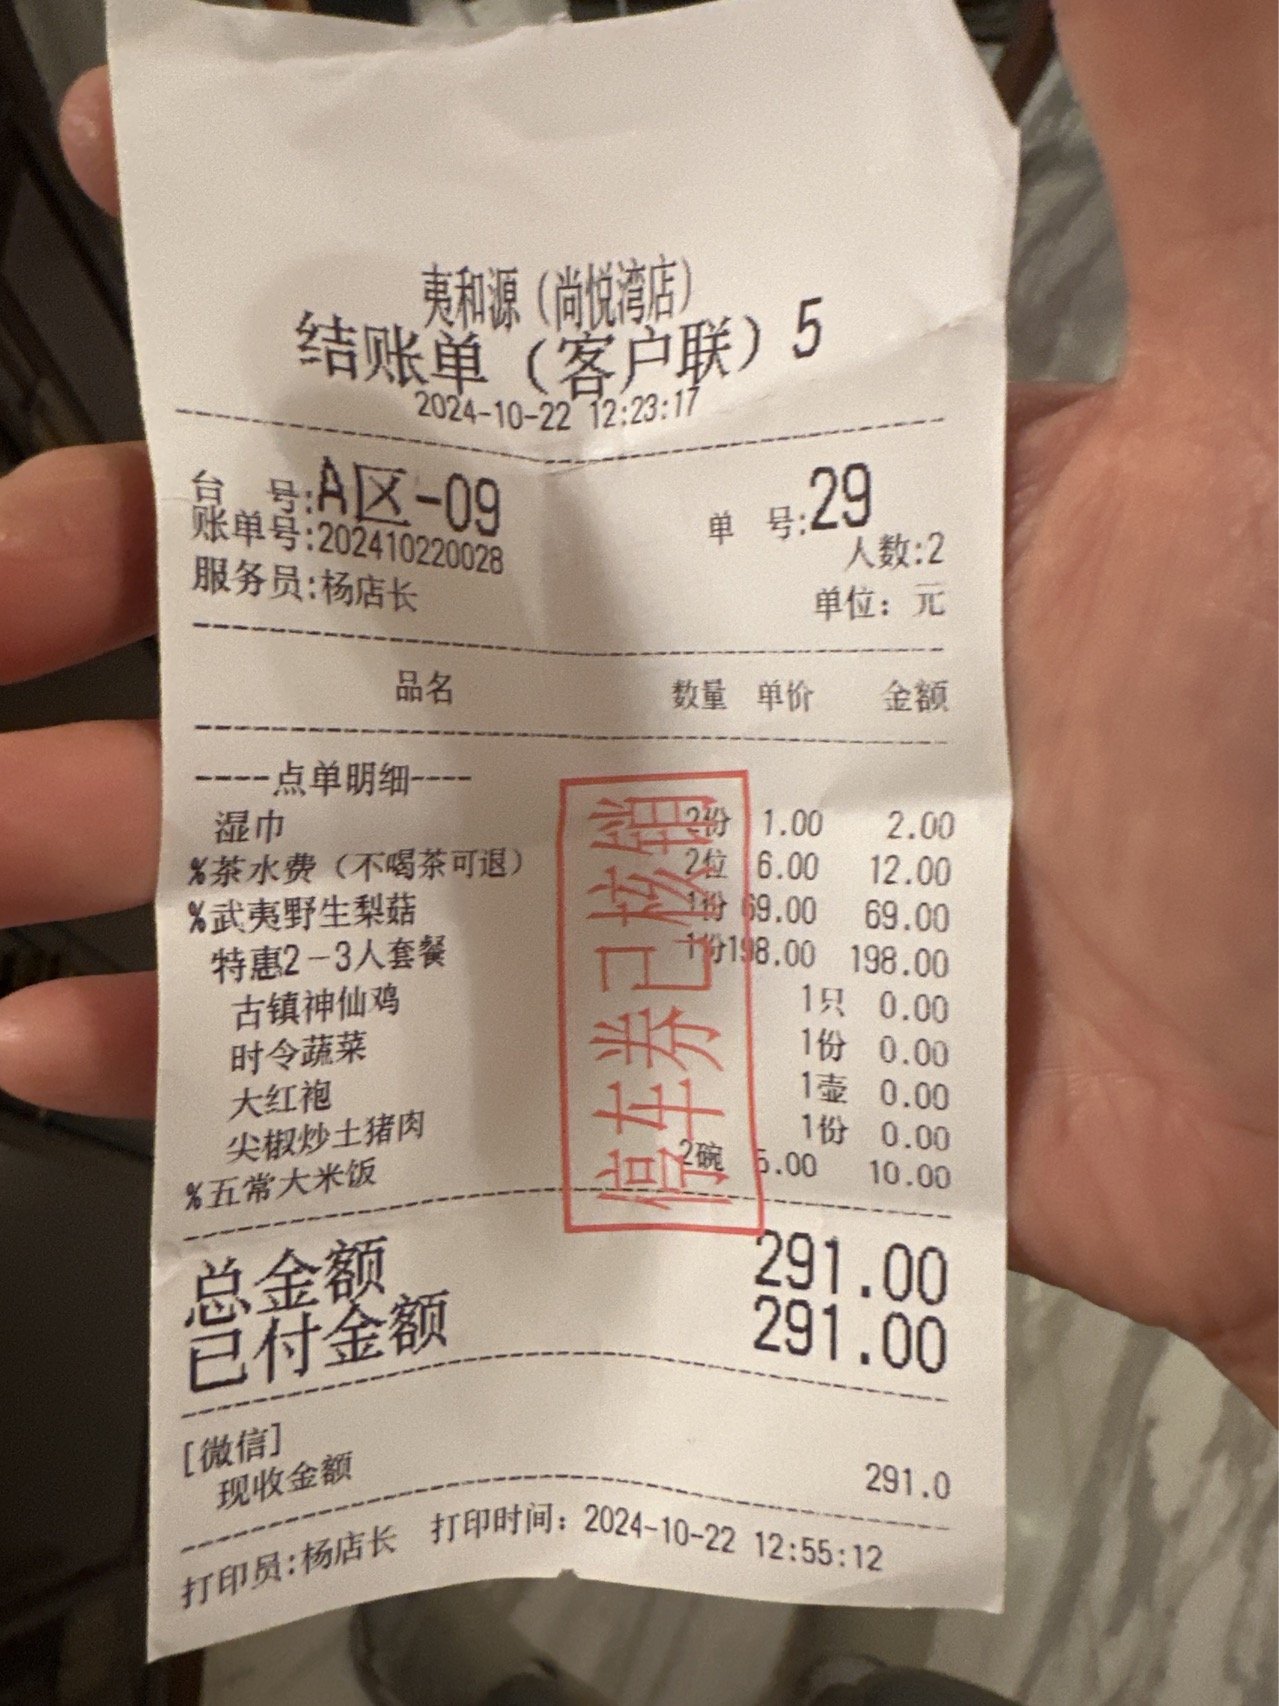 夷和源（尚悦湾店）
结账单（客户联）5
2024-10-22 12:23:17
台 号:A区-09 单 号:29
账单号:202410220028 人数:2
服务员:杨店长 单位：元
品名 数量 单价 金额
----点单明细----
湿巾 2份 1.00 2.00
%茶水费（不喝茶可退） 2位 6.00 12.00
%武夷野生梨菇 1份 69.00 69.00
特惠2-3人套餐 1份198.00 198.00
古镇神仙鸡 1只 0.00
时令蔬菜 1份 0.00
大红袍 1壶 0.00
尖椒炒土猪肉 1份 0.00
%五常大米饭 2碗 5.00 10.00
停车券已核销
总金额 291.00
已付金额 291.00
[微信]
现收金额 291.0
打印员:杨店长 打印时间：2024-10-22 12:55:12